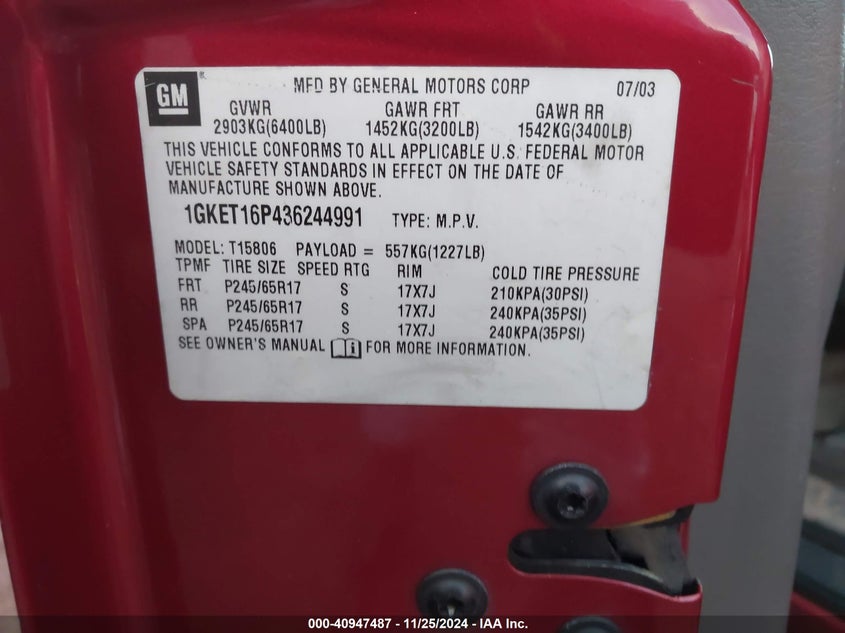 GM ® MFD BY GENERAL MOTORS CORP 07/03
GVWR GAWR FRT GAWR RR
2903KG(6400LB) 1452KG(3200LB) 1542KG(3400LB)
THIS VEHICLE CONFORMS TO ALL APPLICABLE U.S. FEDERAL MOTOR
VEHICLE SAFETY STANDARDS IN EFFECT ON THE DATE OF
MANUFACTURE SHOWN ABOVE.
1GKET16P436244991 TYPE: M.P.V.
MODEL: T15806 PAYLOAD = 557KG(1227LB)
TPMF TIRE SIZE SPEED RTG RIM COLD TIRE PRESSURE
FRT P245/65R17 S 17X7J 210KPA(30PSI)
RR P245/65R17 S 17X7J 240KPA(35PSI)
SPA P245/65R17 S 17X7J 240KPA(35PSI)
SEE OWNER'S MANUAL i FOR MORE INFORMATION.
000-40947487 - 11/25/2024 - IAA Inc.